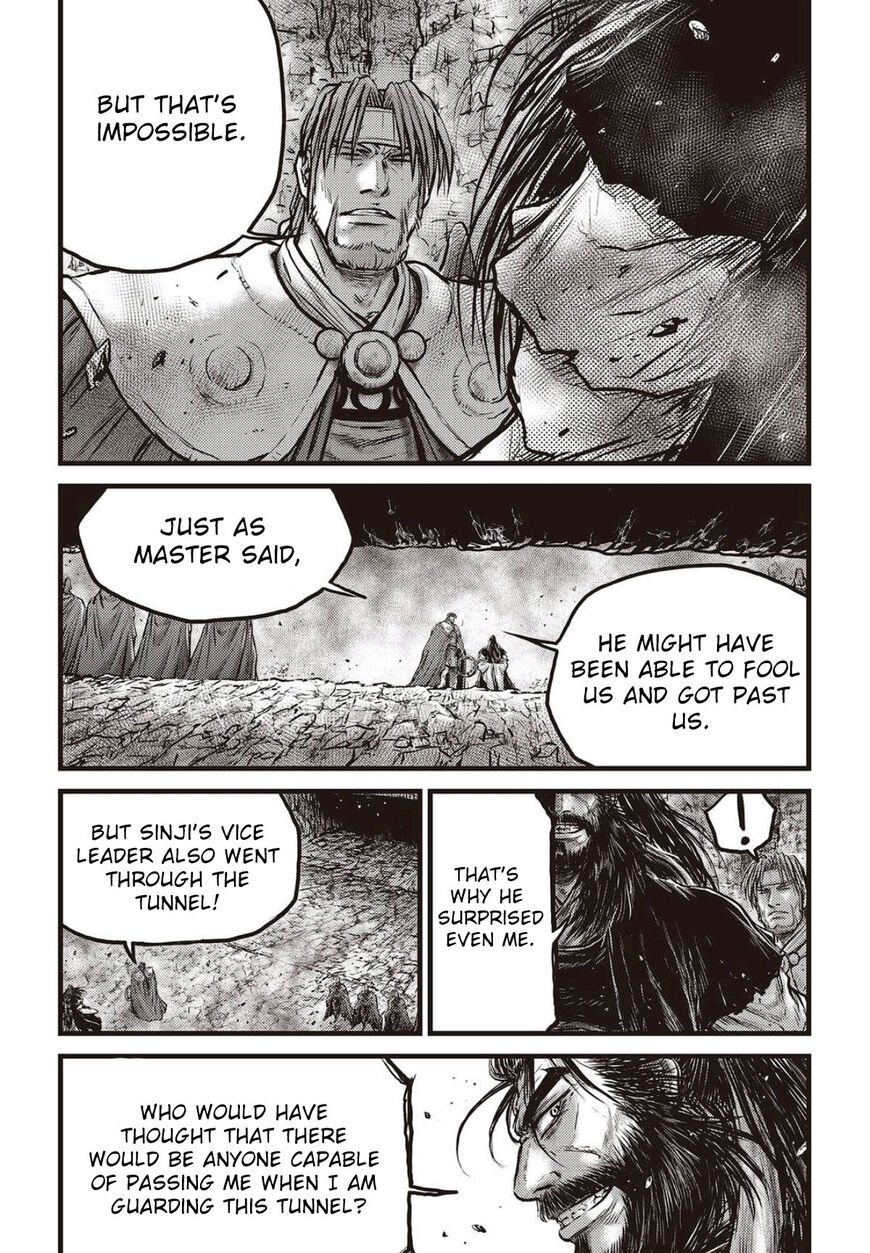 BUT THAT'S
IMPOSSIBLE.
JUST AS
MASTER SAID,
HE MIGHT HAVE
BEEN ABLE TO FOOL
US AND GOT PAST
US.
BUT SINJI'S VICE
LEADER ALSO WENT
THROUGH THE
TUNNEL!
!
THAT'S
WHY HE
SURPRISED
EVEN ME.
WHO WOULD HAVE
THOUGHT THAT THERE
WOULD BE ANYONE CAPABLE
OF PASSING ME WHEN I AM
GUARDING THIS TUNNEL?